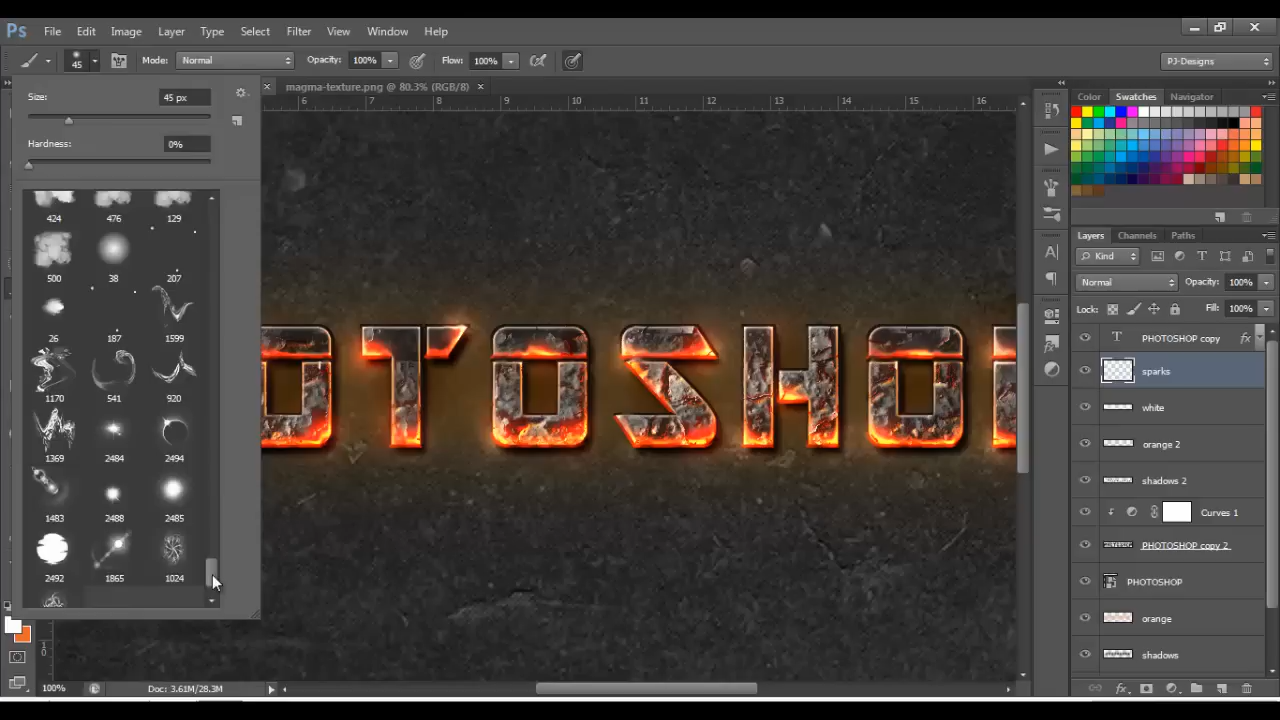 Ps File Edit Image Layer Type Select Filter View Window Help
45 Mode: Normal Opacity: 100% Flow: 100% PJ-Designs
magma-texture.png @ 80.3% (RGB/8)
Size: 45 px
Hardness: 0%
424 476 129
500 38 207
26 187 1599
1170 541 920
1369 2484 2494
1483 2488 2485
2492 1865 1024
6 7 8 9 10 11 12 13 14 15 16
OTOSHO
Color Swatches Navigator
Layers Channels Paths
Kind
Normal Opacity: 100%
Lock: Fill: 100%
T PHOTOSHOP copy fx
sparks
white
orange 2
shadows 2
Curves 1
PHOTOSHOP copy 2
PHOTOSHOP
orange
shadows
100% Doc: 3.61M/28.3M